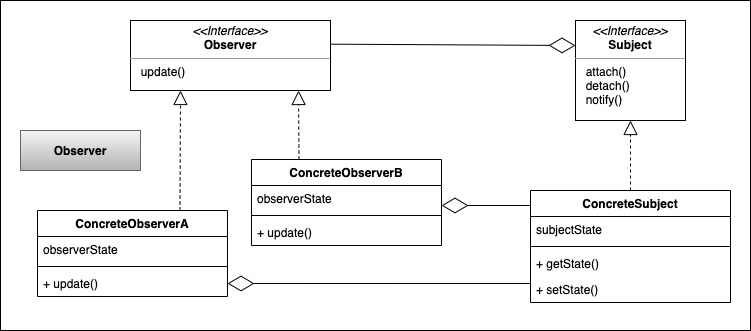 <<Interface>>
Observer
update()
<<Interface>>
Subject
attach()
detach()
notify()
Observer
ConcreteObserverB
observerState
+ update()
ConcreteSubject
subjectState
+ getState()
+ setState()
ConcreteObserverA
observerState
+ update()